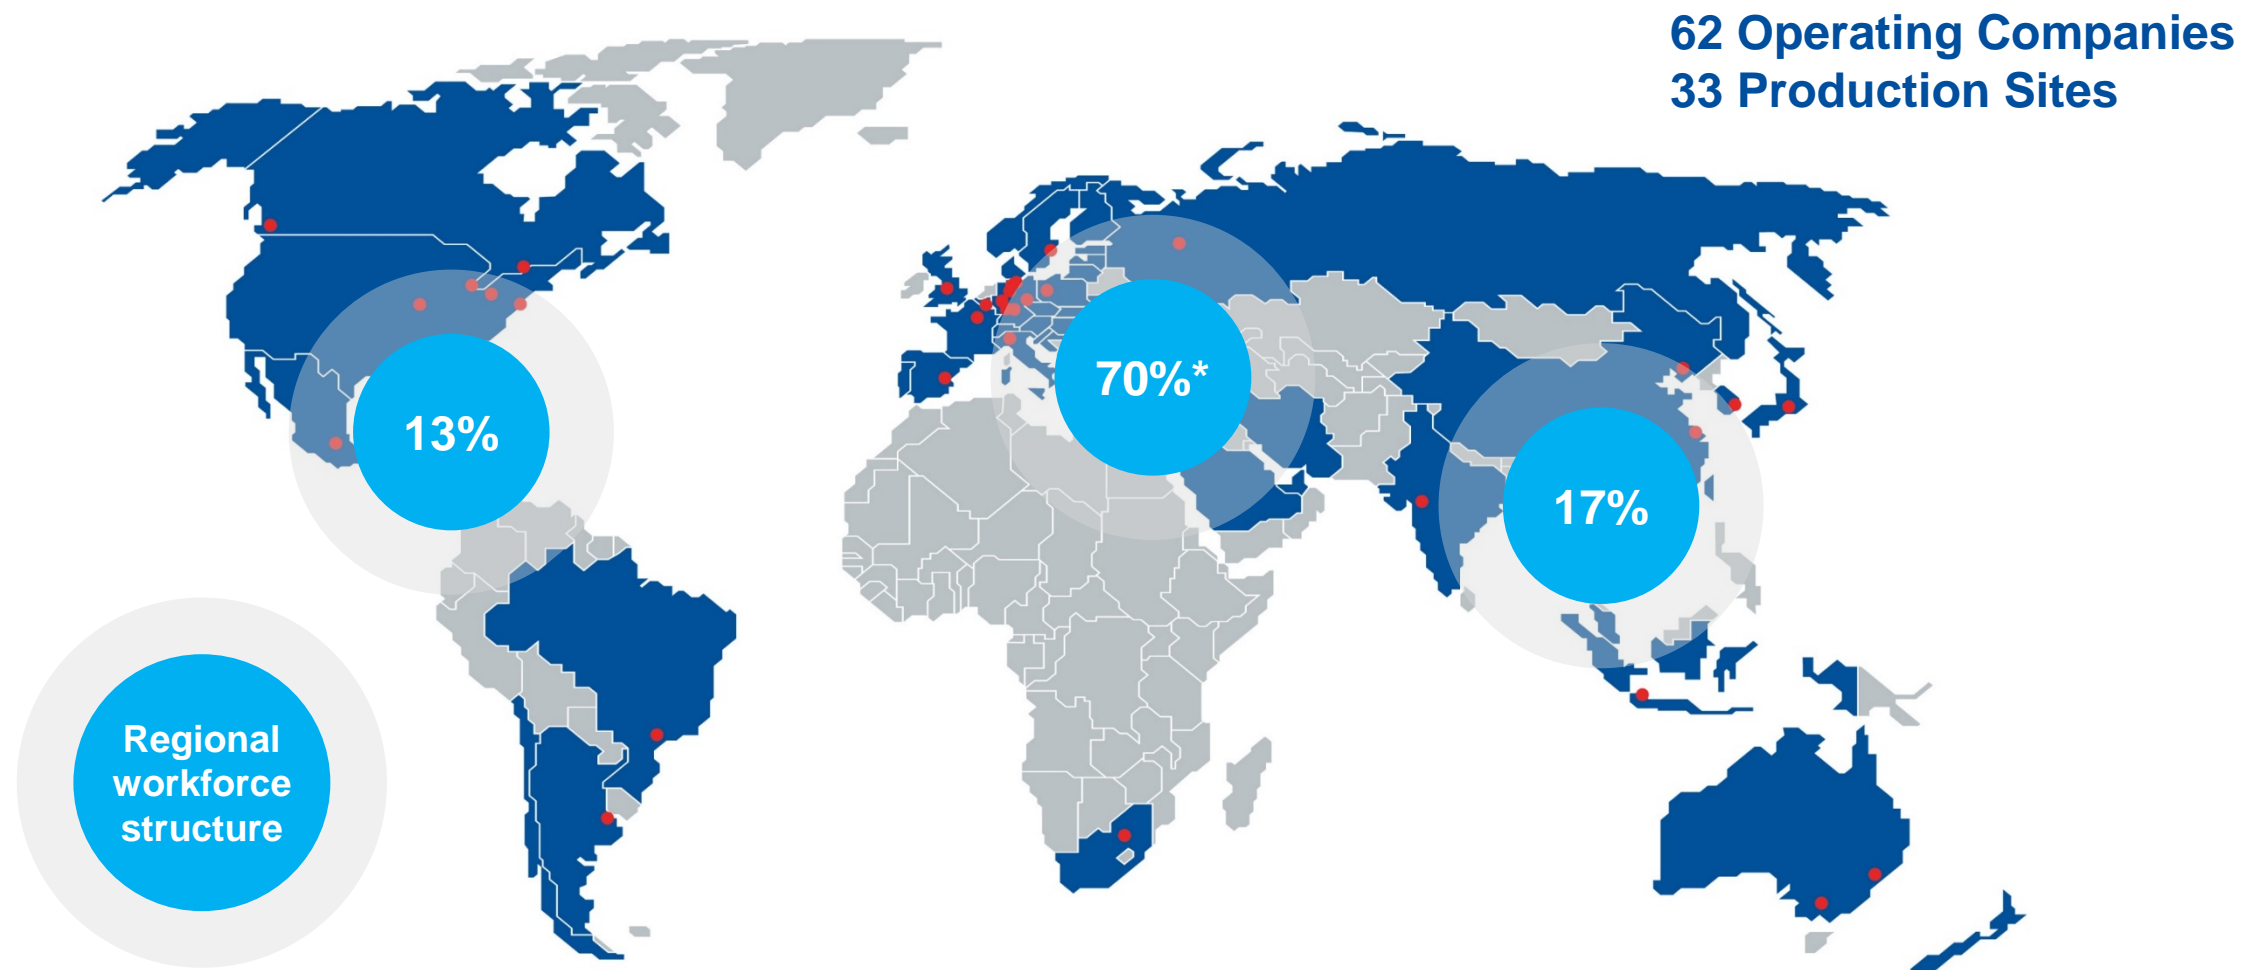 62 Operating Companies
33 Production Sites
70%*
13%
17%
Regional
workforce
structure